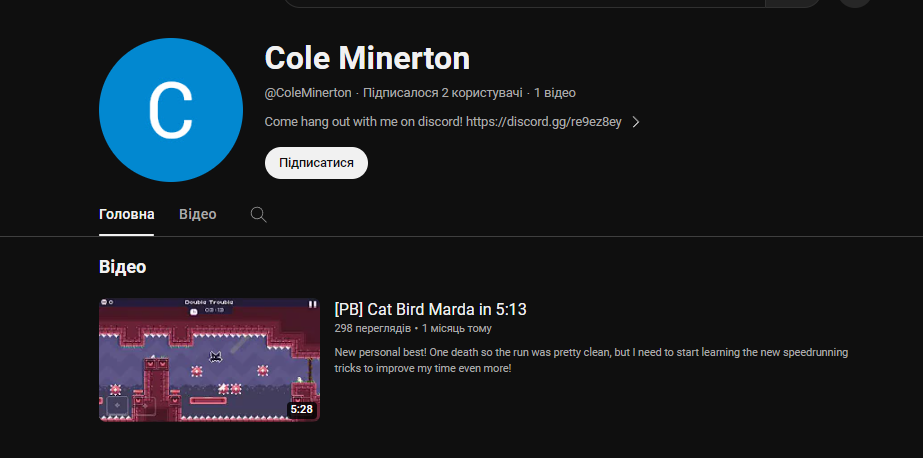 C
Cole Minerton
@ColeMinerton · Підписалося 2 користувачі · 1 відео
Come hang out with me on discord! https://discord.gg/re9ez8ey
Підписатися
Головна Відео
Відео
Double Trouble
03:13
0
5:28
[PB] Cat Bird Marda in 5:13
298 переглядів • 1 місяць тому
New personal best! One death so the run was pretty clean, but I need to start learning the new speedrunning
tricks to improve my time even more!